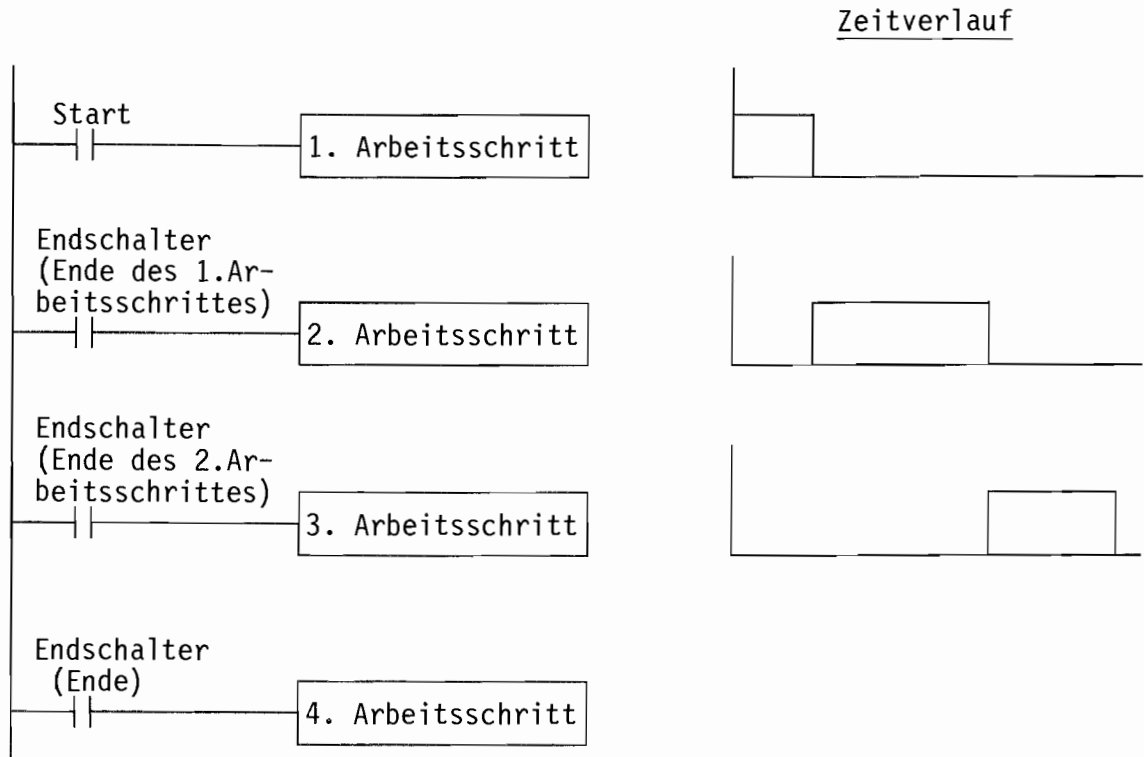 Zeitverlauf
Start
1. Arbeitsschritt
Endschalter
(Ende des 1.Ar-
beitsschrittes)
2. Arbeitsschritt
Endschalter
(Ende des 2.Ar-
beitsschrittes)
3. Arbeitsschritt
Endschalter
(Ende)
4. Arbeitsschritt